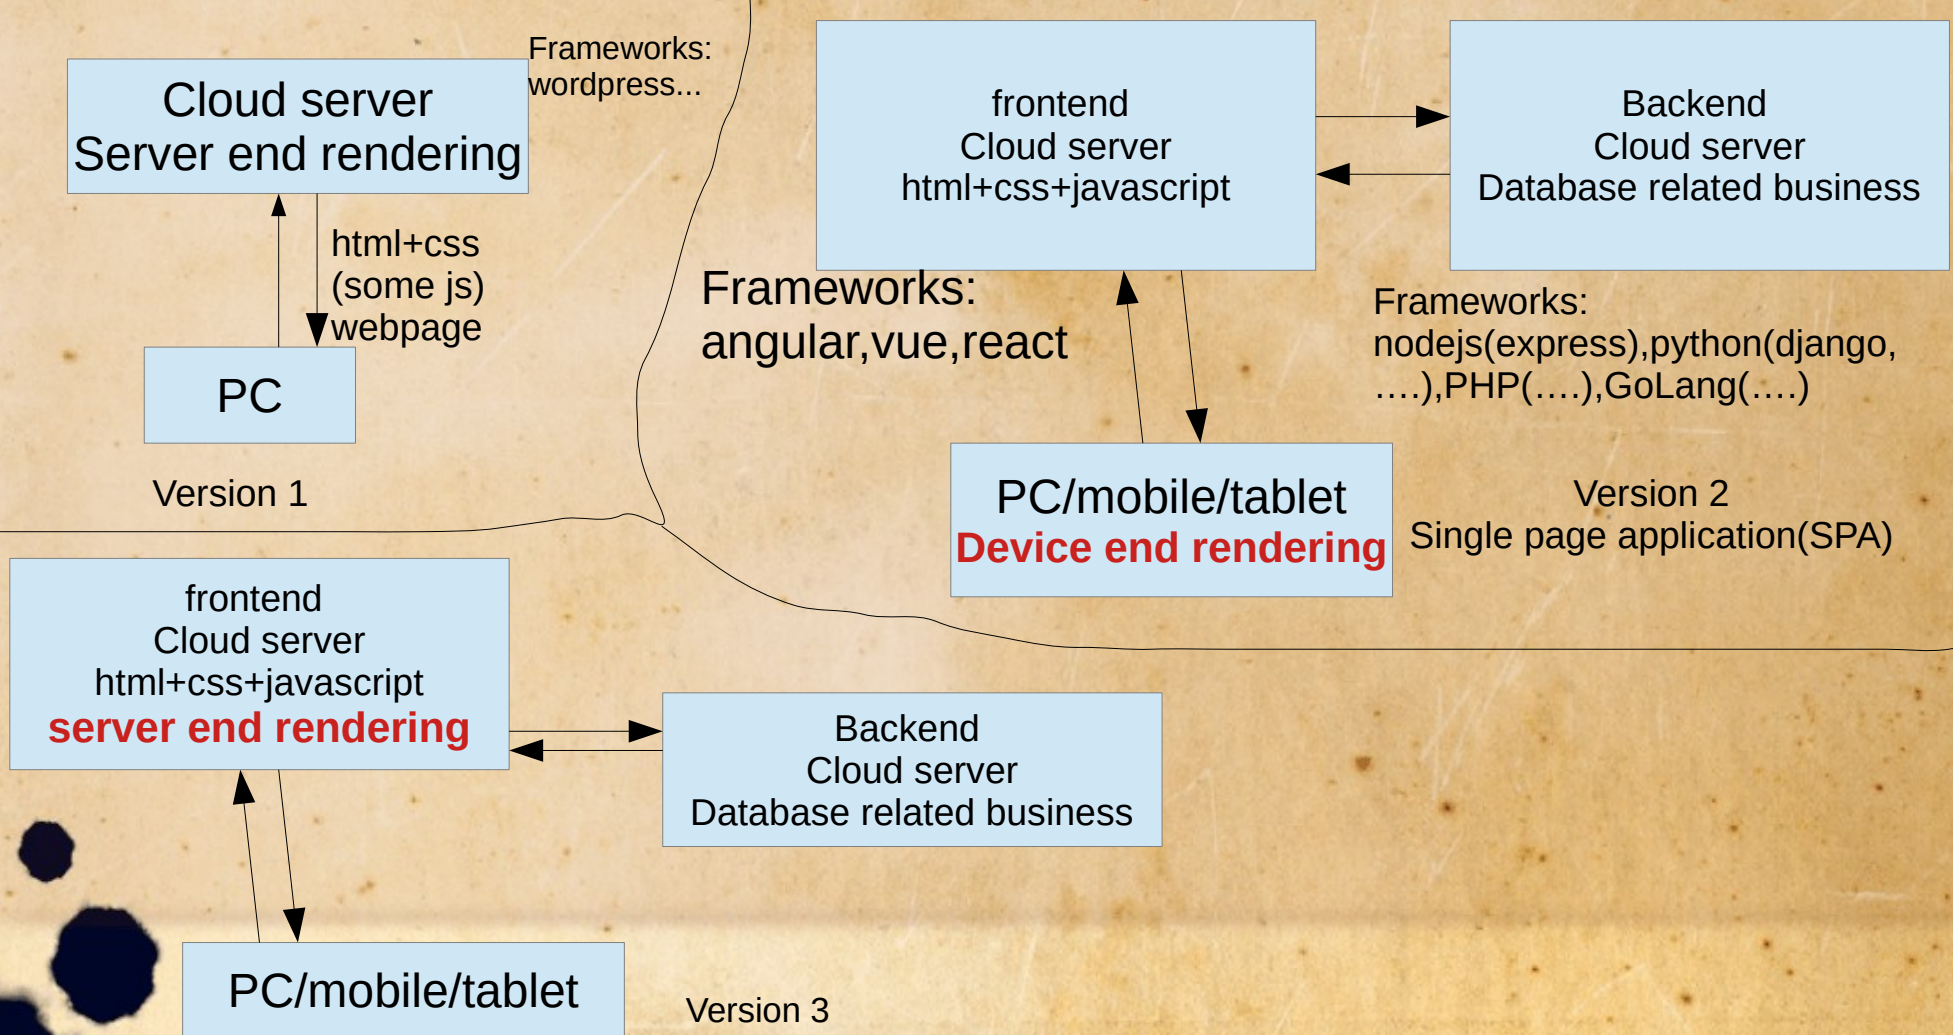 Cloud server
Server end rendering
Frameworks:
wordpress...
html+css
(some js)
webpage
PC
Version 1
frontend
Cloud server
html+css+javascript
Backend
Cloud server
Database related business
Frameworks:
angular,vue,react
Frameworks:
nodejs(express),python(django,
....),PHP(....),GoLang(....)
PC/mobile/tablet
Device end rendering
Version 2
Single page application(SPA)
frontend
Cloud server
html+css+javascript
server end rendering
Backend
Cloud server
Database related business
PC/mobile/tablet
Version 3